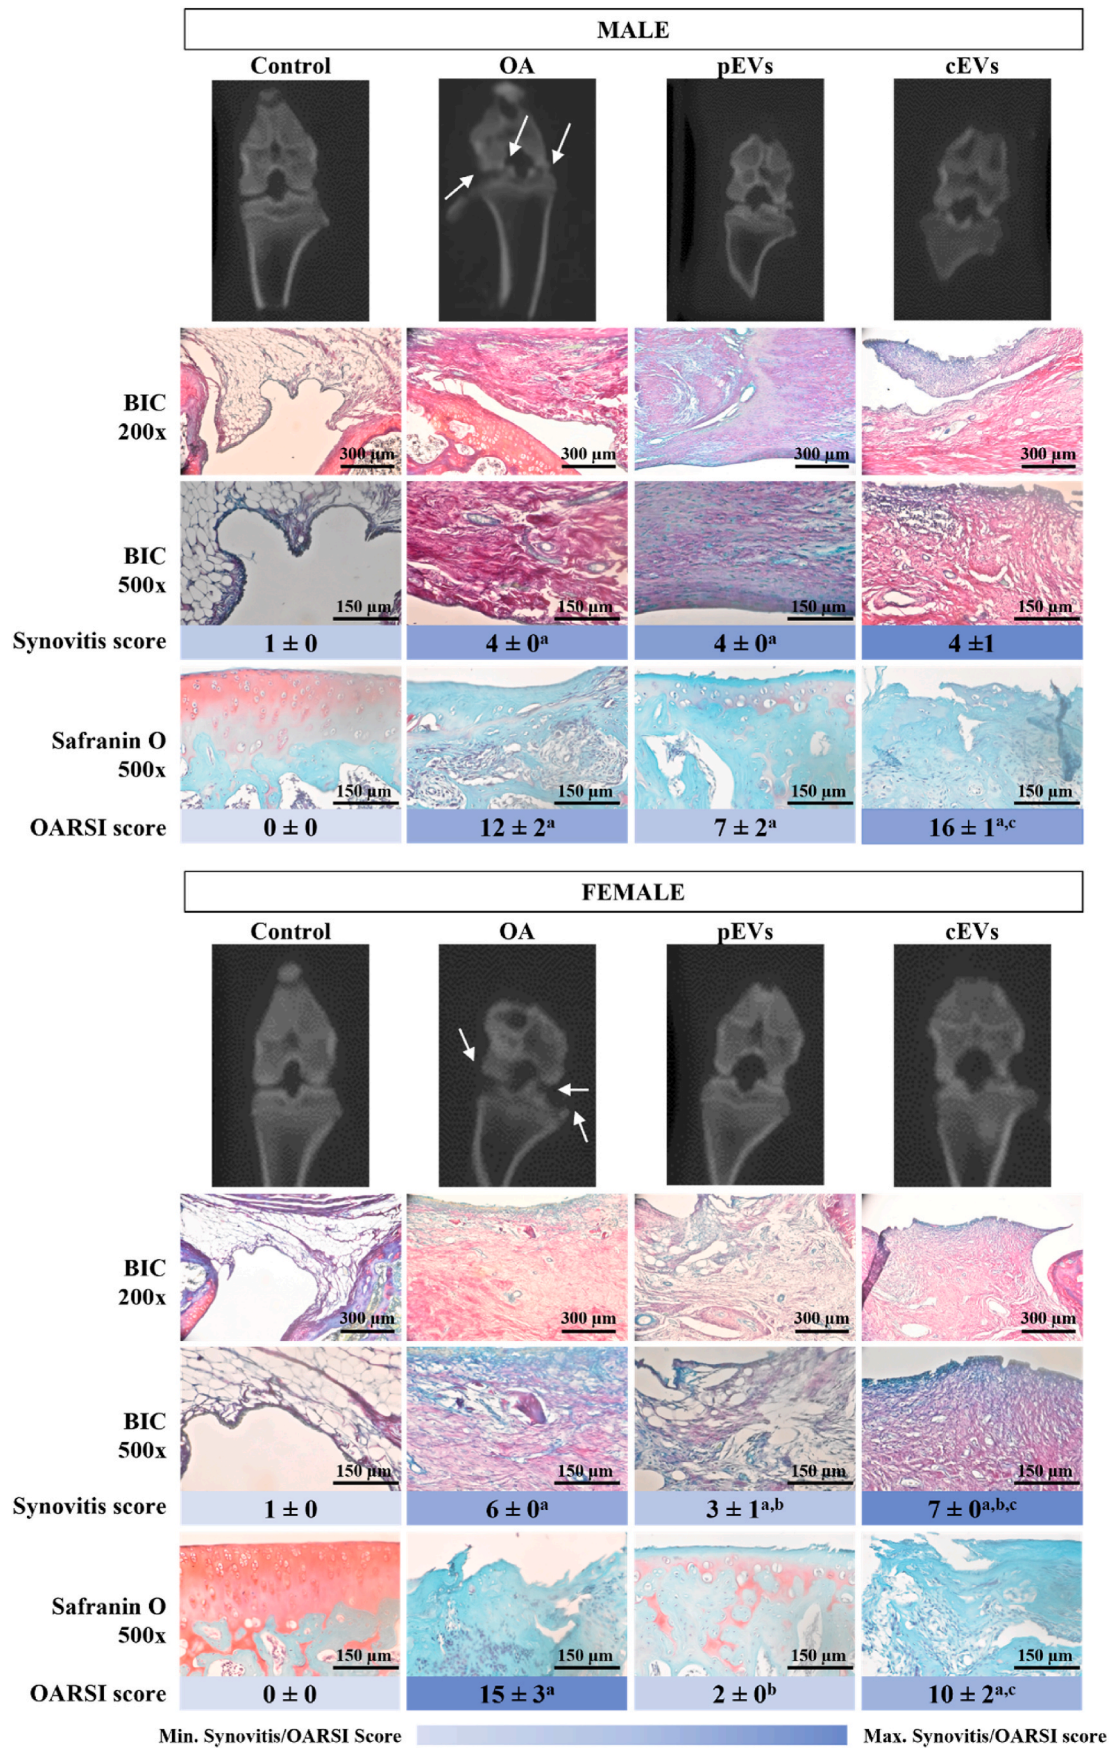 MALE
Control OA pEVs cEVs
BIC
200x
300 µm 300 µm 300 µm 300 µm
BIC
500x
150 µm 150 µm 150 µm 150 µm
Synovitis score 1 ± 0 4 ± 0ᵃ 4 ± 0ᵃ 4 ±1
Safranin O
500x
150 µm 150 µm 150 µm 150 µm
OARSI score 0 ± 0 12 ± 2ᵃ 7 ± 2ᵃ 16 ± 1ᵃ,ᶜ
FEMALE
Control OA pEVs cEVs
BIC
200x
300 µm 300 µm 300 µm 300 µm
BIC
500x
150 µm 150 µm 150 µm 150 µm
Synovitis score 1 ± 0 6 ± 0ᵃ 3 ± 1ᵃ,ᵇ 7 ± 0ᵃ,ᵇ,ᶜ
Safranin O
500x
150 µm 150 µm 150 µm 150 µm
OARSI score 0 ± 0 15 ± 3ᵃ 2 ± 0ᵇ 10 ± 2ᵃ,ᶜ
Min. Synovitis/OARSI Score Max. Synovitis/OARSI score